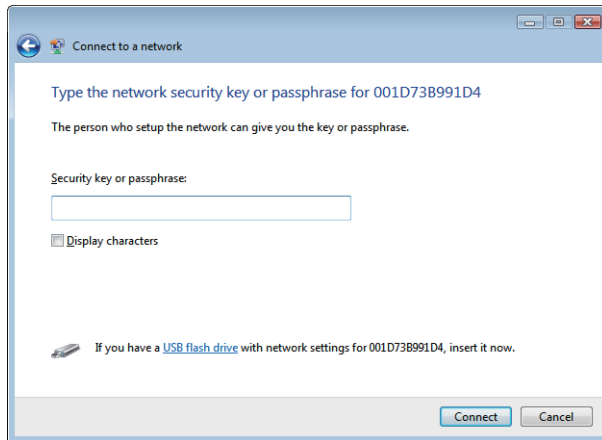 Connect to a network
Type the network security key or passphrase for 001D73B991D4
The person who setup the network can give you the key or passphrase.
Security key or passphrase:
Display characters
If you have a USB flash drive with network settings for 001D73B991D4, insert it now.
Connect Cancel